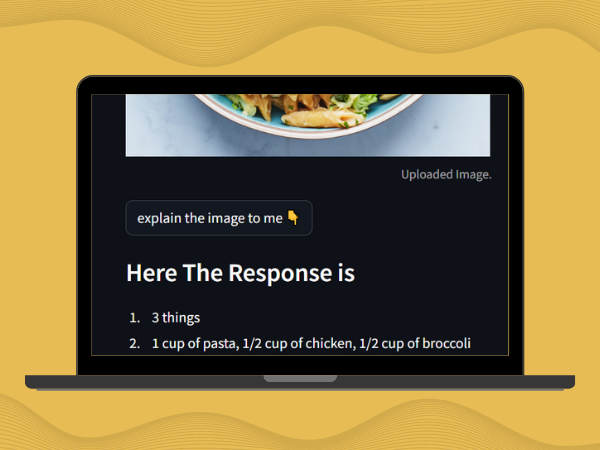 Uploaded Image.
explain the image to me 👇
Here The Response is
1. 3 things
2. 1 cup of pasta, 1/2 cup of chicken, 1/2 cup of broccoli